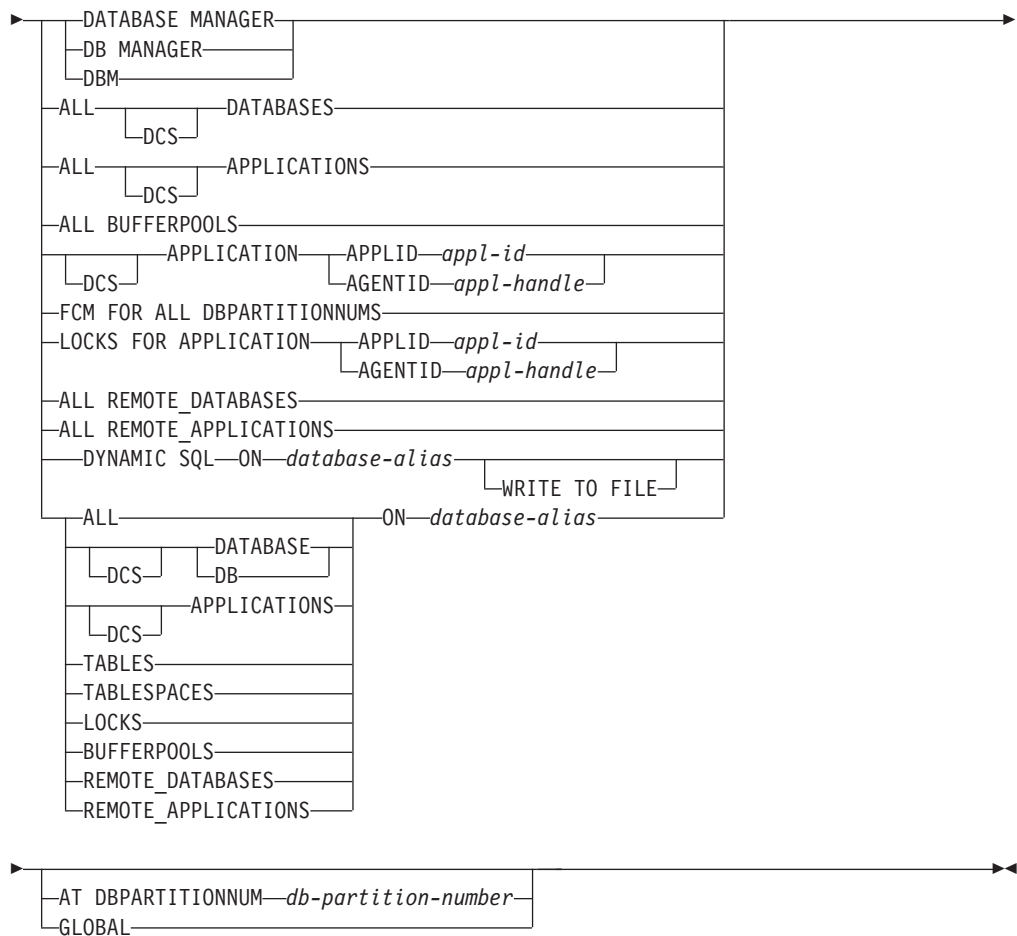 DATABASE MANAGER
DB MANAGER
DBM
ALL DATABASES
DCS
ALL APPLICATIONS
DCS
ALL BUFFERPOOLS
APPLICATION APPLID appl-id
DCS AGENTID appl-handle
FCM FOR ALL DBPARTITIONNUMS
LOCKS FOR APPLICATION APPLID appl-id
AGENTID appl-handle
ALL REMOTE_DATABASES
ALL REMOTE_APPLICATIONS
DYNAMIC SQL ON database-alias
WRITE TO FILE
ALL ON database-alias
DATABASE
DCS DB
APPLICATIONS
DCS
TABLES
TABLESPACES
LOCKS
BUFFERPOOLS
REMOTE_DATABASES
REMOTE_APPLICATIONS
AT DBPARTITIONNUM db-partition-number
GLOBAL